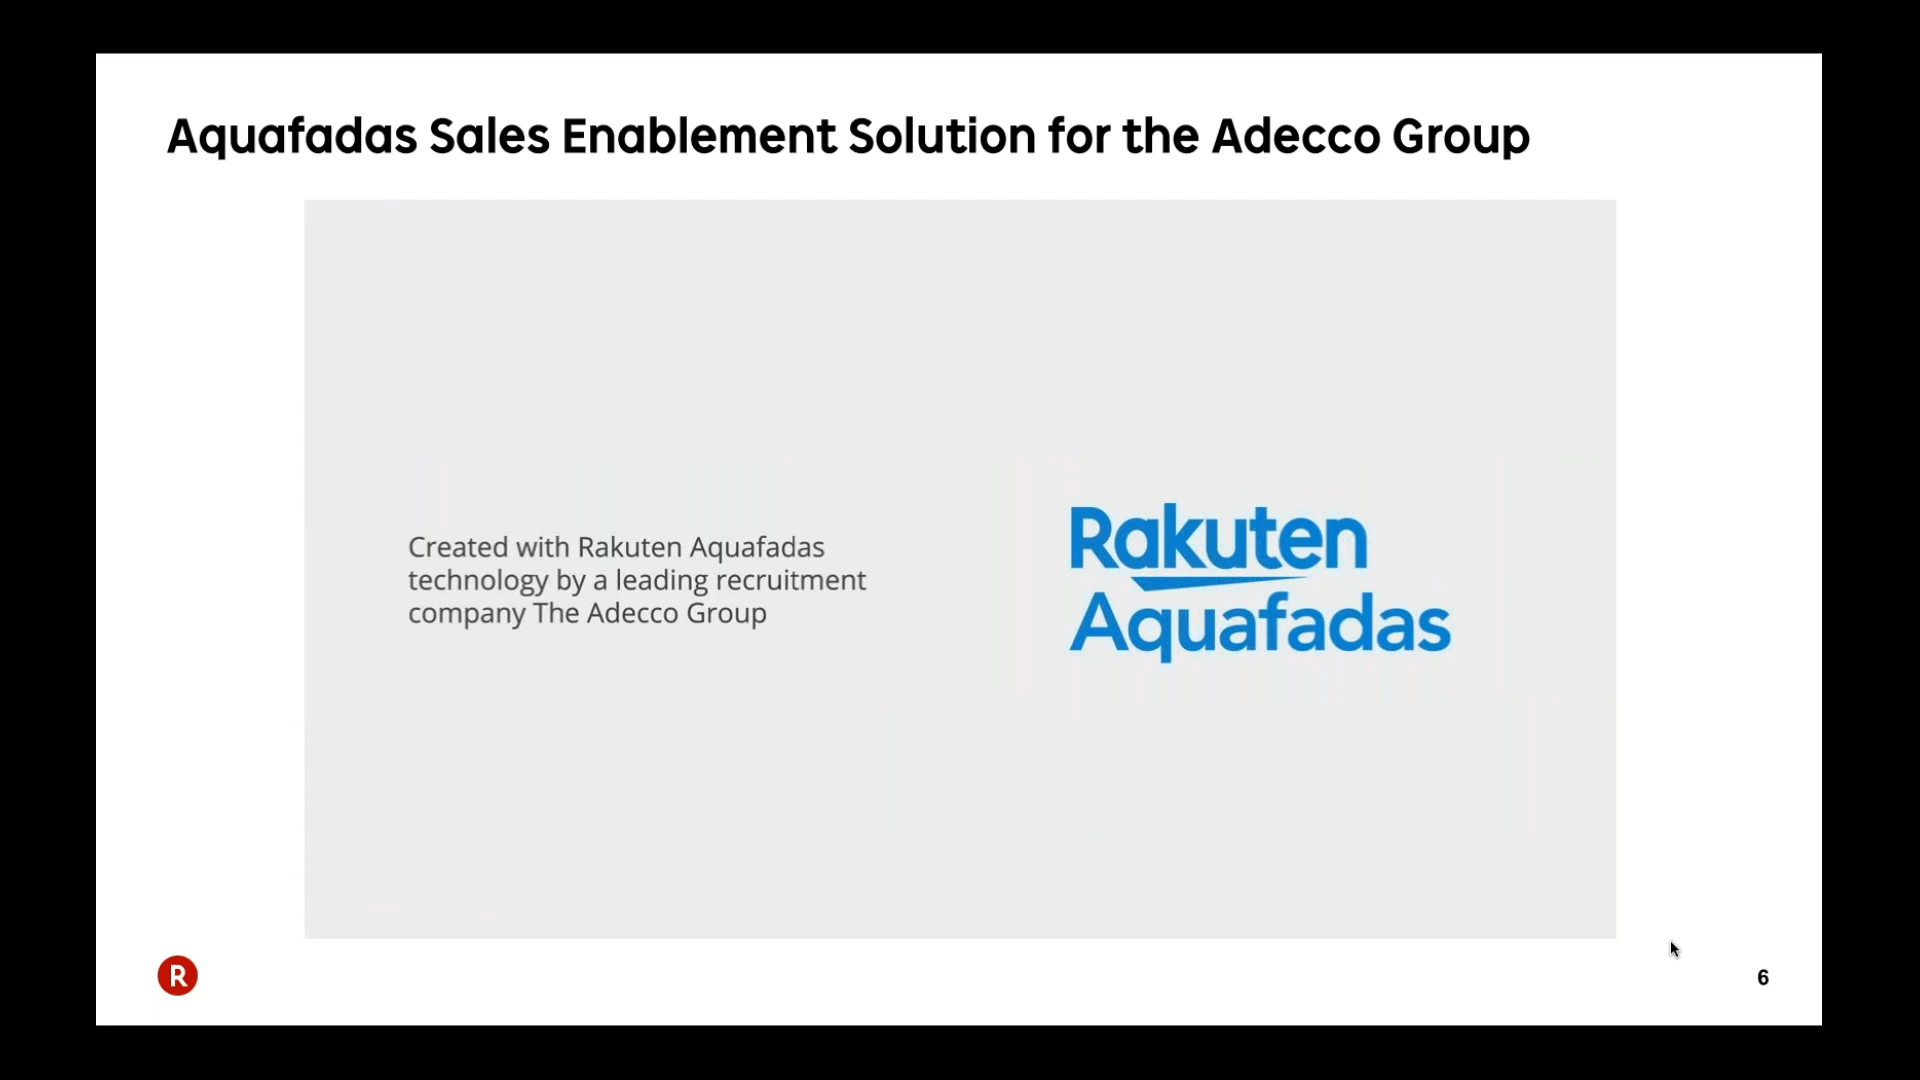 Aquafadas Sales Enablement Solution for the Adecco Group
Created with Rakuten Aquafadas
technology by a leading recruitment
company The Adecco Group
Rakuten
Aquafadas
R
6